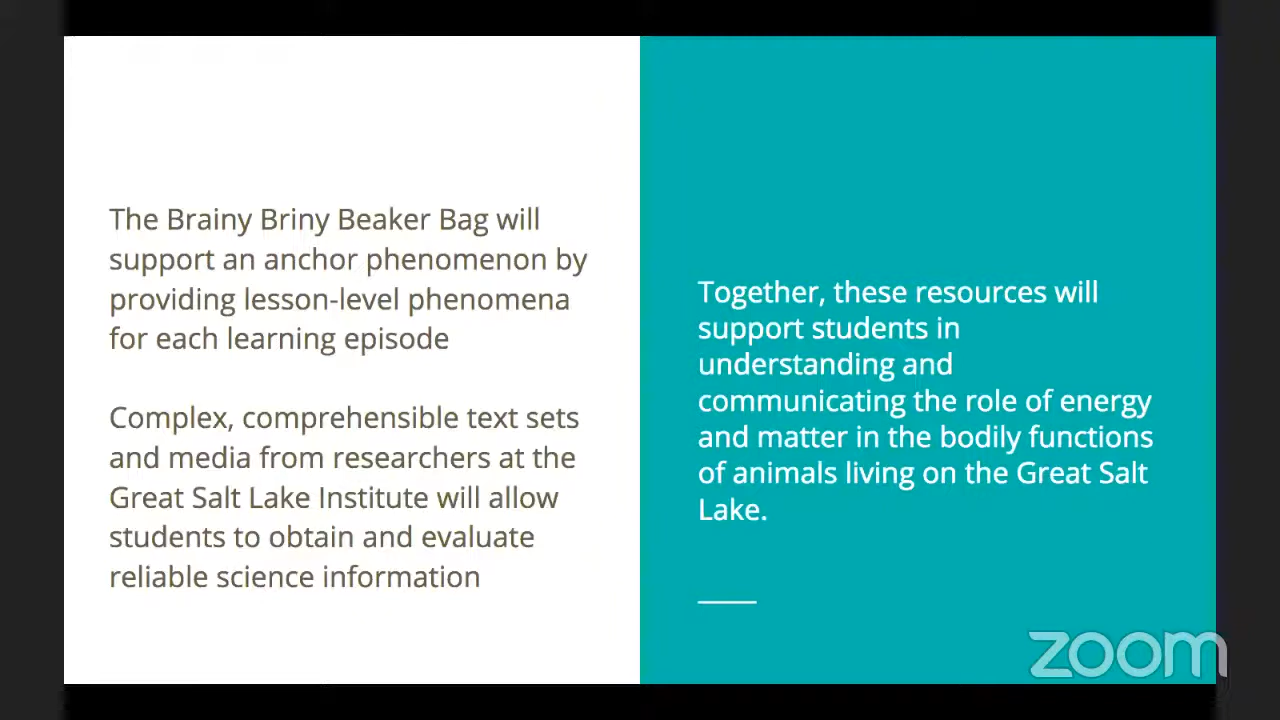 The Brainy Briny Beaker Bag will
support an anchor phenomenon by
providing lesson-level phenomena
for each learning episode
Complex, comprehensible text sets
and media from researchers at the
Great Salt Lake Institute will allow
students to obtain and evaluate
reliable science information
Together, these resources will
support students in
understanding and
communicating the role of energy
and matter in the bodily functions
of animals living on the Great Salt
Lake.
zoom